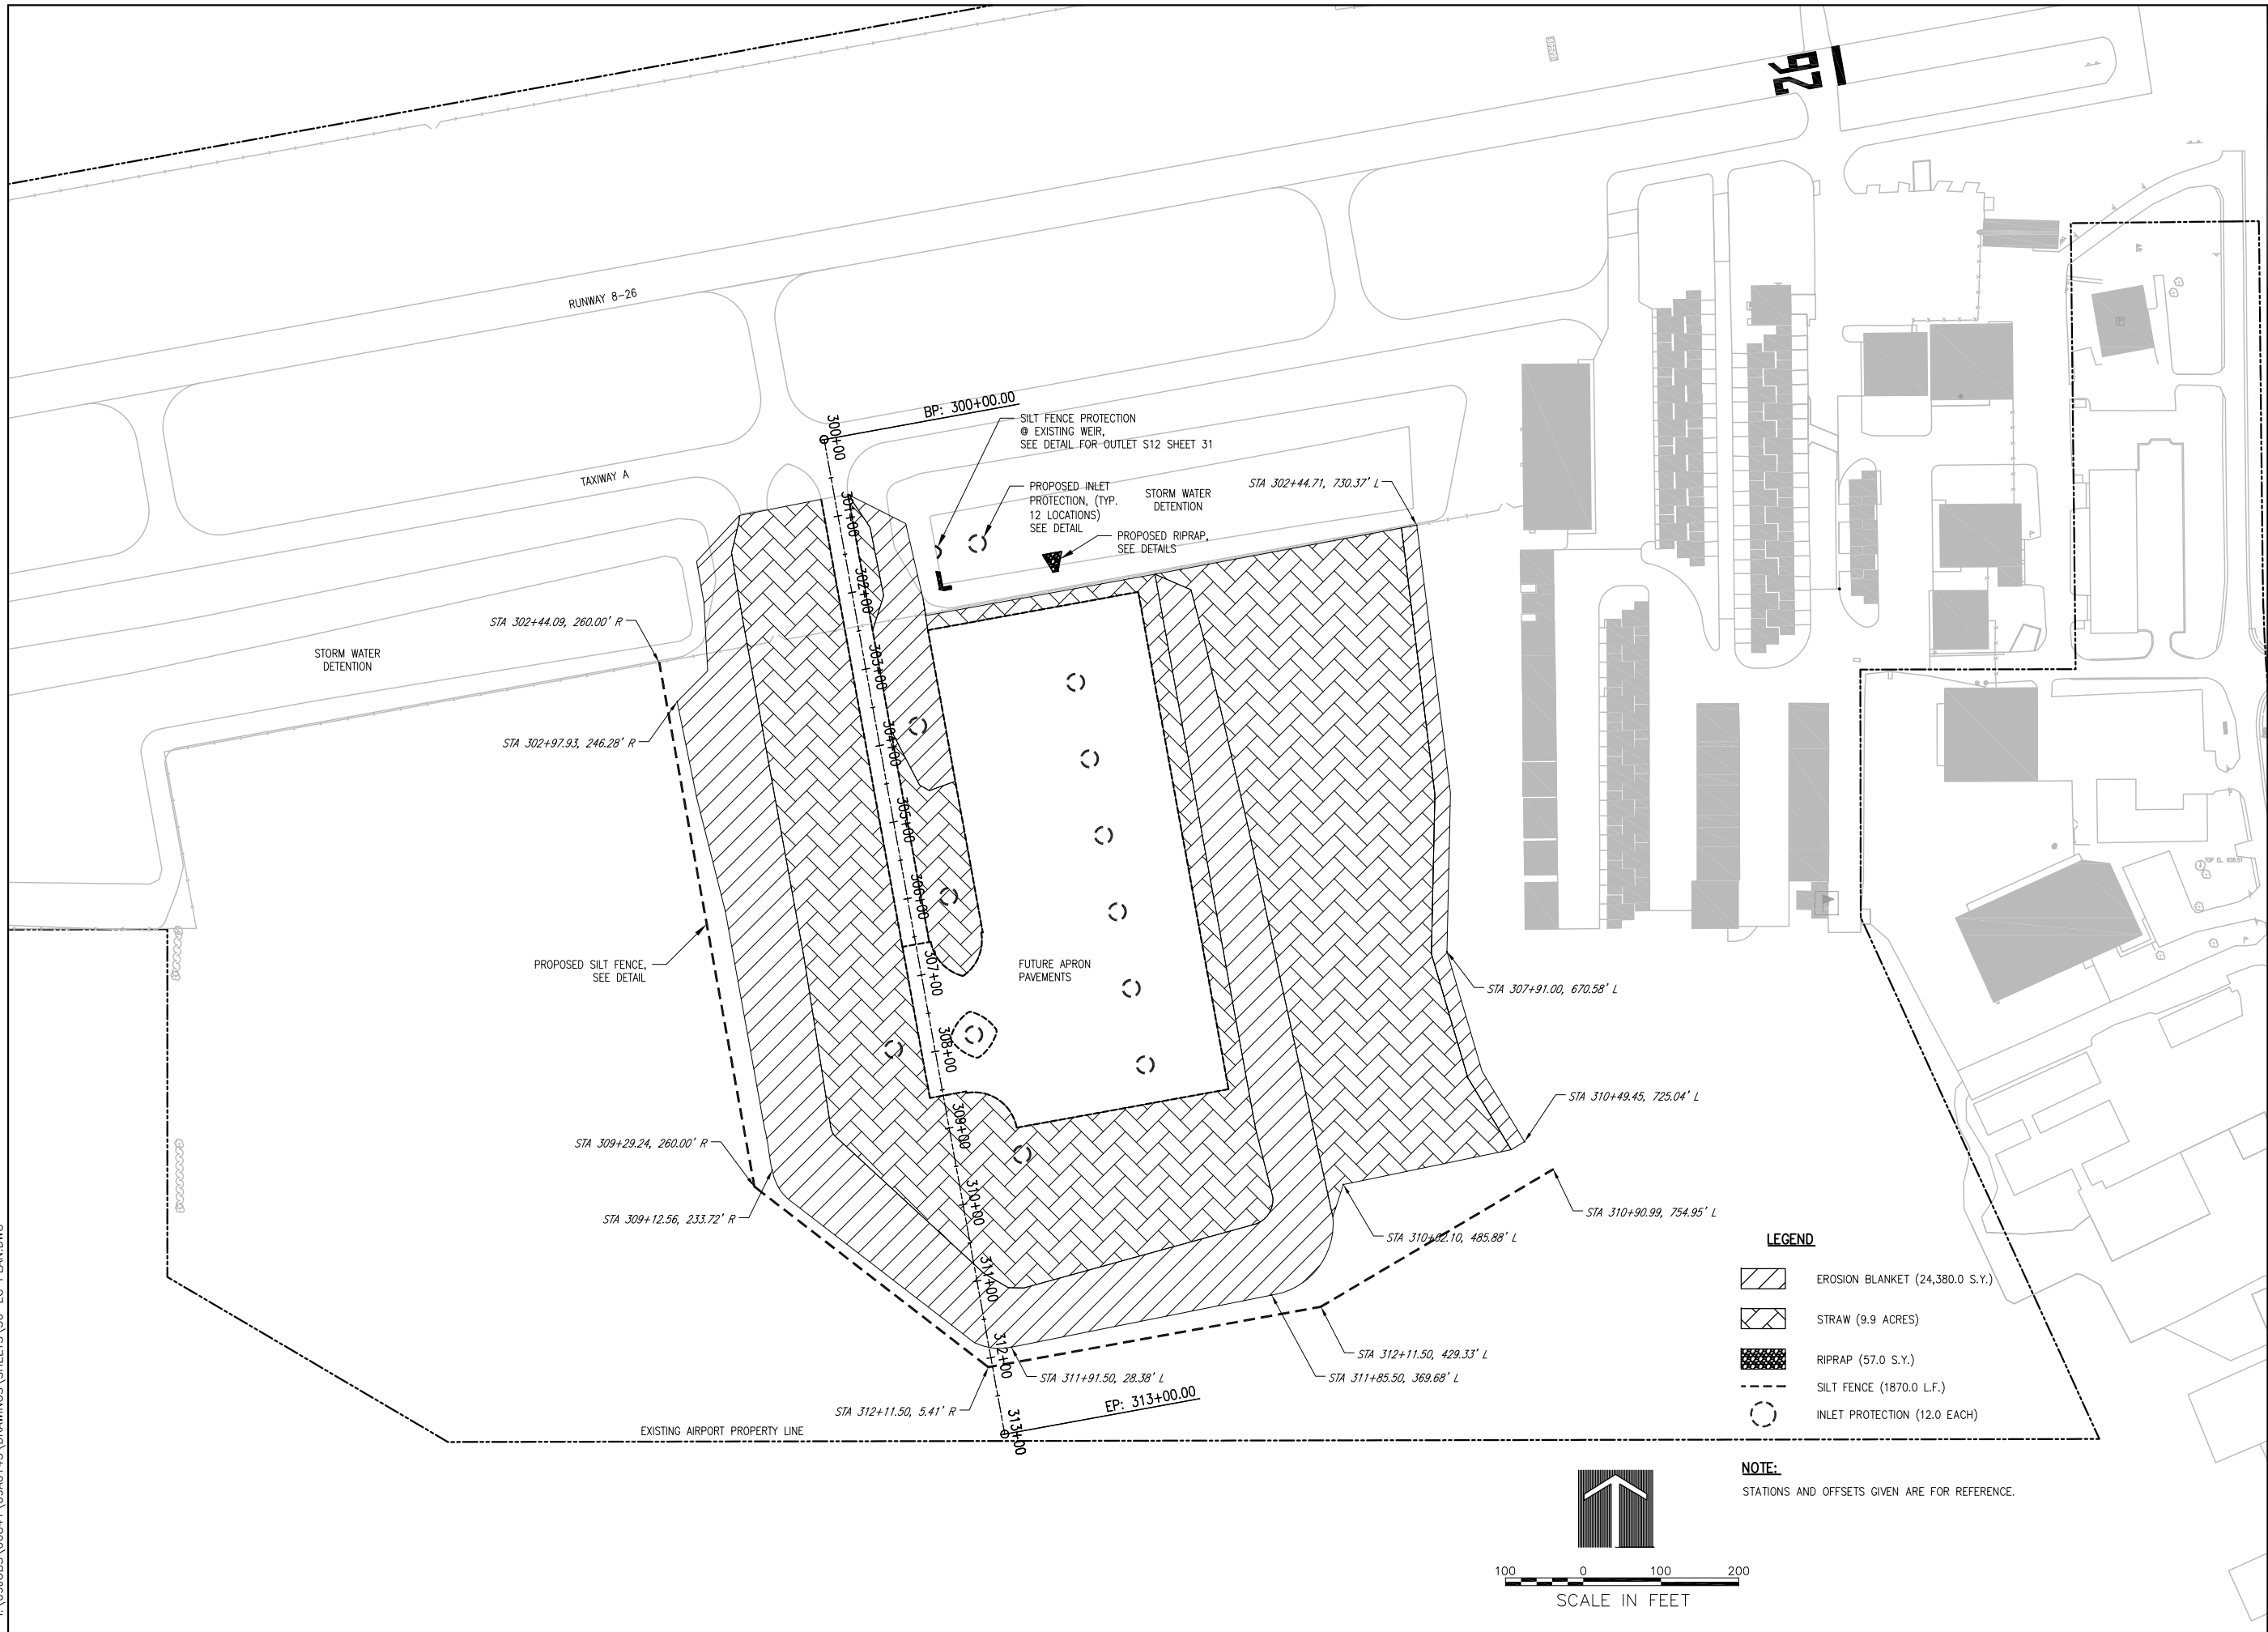 26
RUNWAY 8-26
TAXIWAY A
BP: 300+00.00
SILT FENCE PROTECTION
@ EXISTING WEIR,
SEE DETAIL FOR OUTLET S12 SHEET 31
PROPOSED INLET
PROTECTION, (TYP.
12 LOCATIONS)
SEE DETAIL
STORM WATER
DETENTION
PROPOSED RIPRAP,
SEE DETAILS
STA 302+44.71, 730.37' L
STA 302+44.09, 260.00' R
STORM WATER
DETENTION
STA 302+97.93, 246.28' R
300+00
301+00
302+00
303+00
304+00
305+00
306+00
307+00
308+00
309+00
310+00
311+00
312+00
313+00
TOP EL. 938.51
PROPOSED SILT FENCE,
SEE DETAIL
FUTURE APRON
PAVEMENTS
STA 307+91.00, 670.58' L
STA 310+49.45, 725.04' L
STA 309+29.24, 260.00' R
STA 309+12.56, 233.72' R
STA 310+90.99, 754.95' L
STA 310+02.10, 485.88' L
STA 312+11.50, 429.33' L
STA 311+91.50, 28.38' L
STA 311+85.50, 369.68' L
STA 312+11.50, 5.41' R
EP: 313+00.00
EXISTING AIRPORT PROPERTY LINE
LEGEND
EROSION BLANKET (24,380.0 S.Y.)
STRAW (9.9 ACRES)
RIPRAP (57.0 S.Y.)
SILT FENCE (1870.0 L.F.)
INLET PROTECTION (12.0 EACH)
NOTE:
STATIONS AND OFFSETS GIVEN ARE FOR REFERENCE.
100 0 100 200
SCALE IN FEET